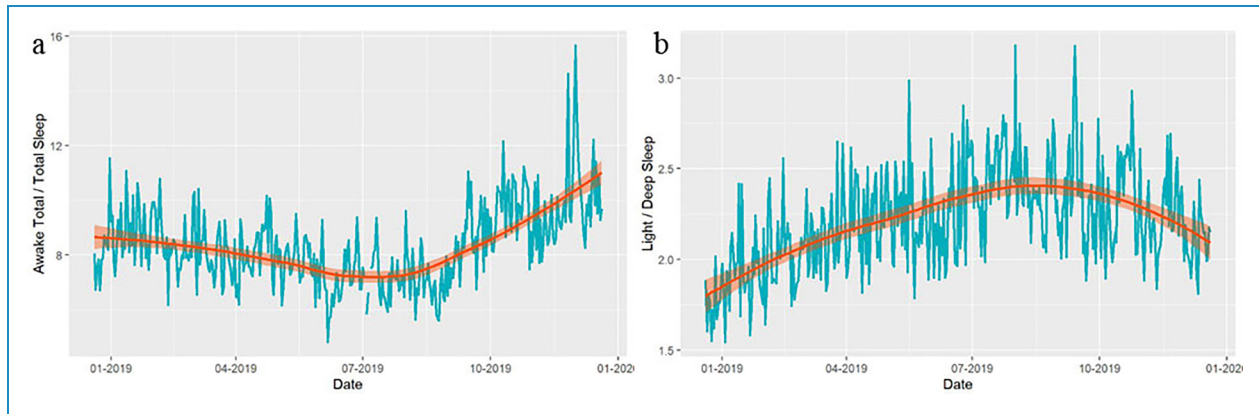 a
Awake Total / Total Sleep
16
12
8
01-2019 04-2019 07-2019 10-2019 01-2020
Date
b
Light / Deep Sleep
3.0
2.5
2.0
1.5
01-2019 04-2019 07-2019 10-2019 01-202
Date